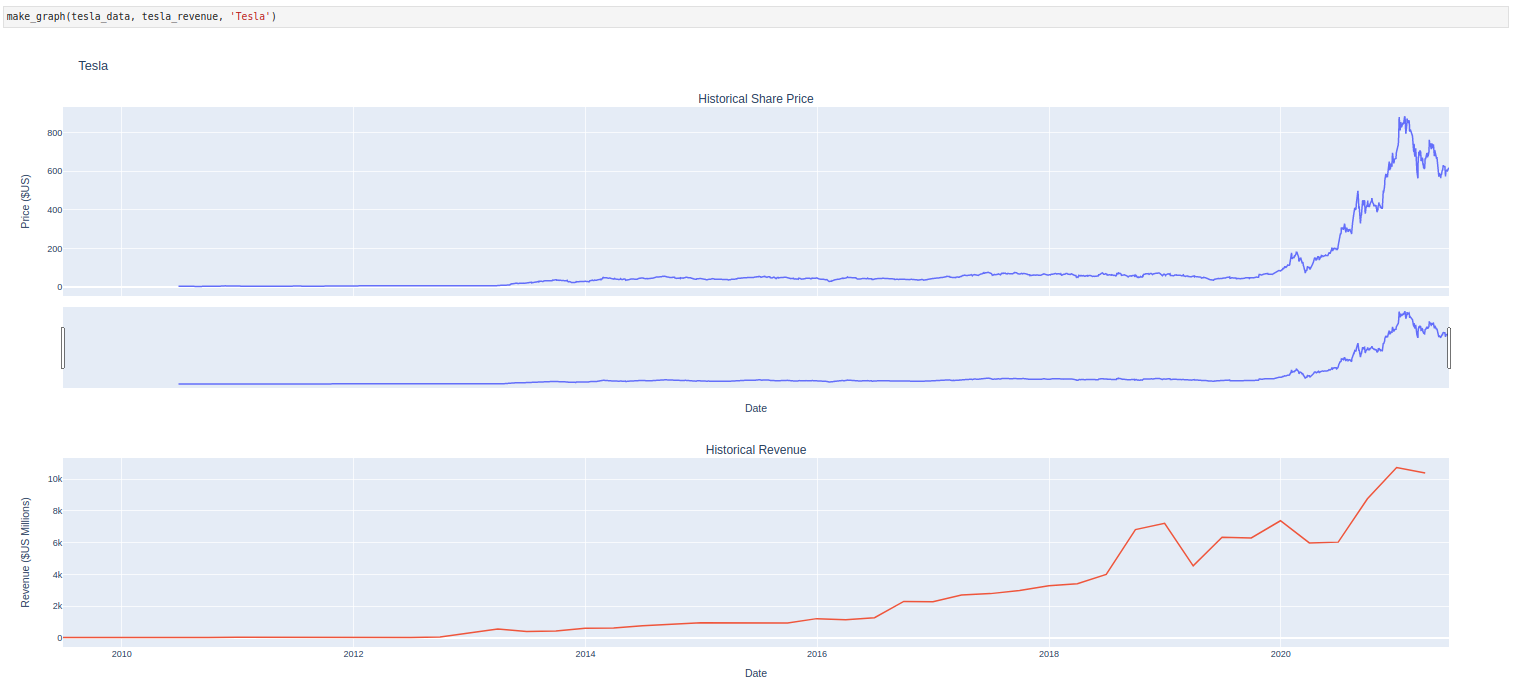 make_graph(tesla_data, tesla_revenue, 'Tesla')
Tesla
Historical Share Price
800
600
400
200
0
Price ($US)
Date
Historical Revenue
10k
8k
6k
4k
2k
0
Revenue ($US Millions)
2010 2012 2014 2016 2018 2020
Date